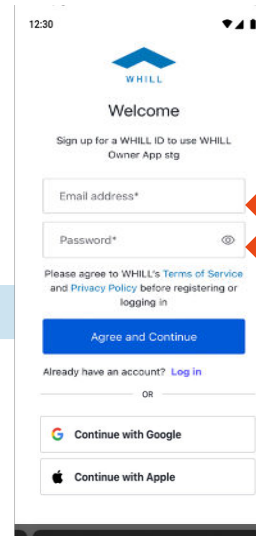 12:30
WHILL
Welcome
Sign up for a WHILL ID to use WHILL
Owner App stg
Email address*
Password*
Please agree to WHILL's Terms of Service
and Privacy Policy before registering or
logging in
Agree and Continue
Already have an account? Log in
OR
Continue with Google
Continue with Apple